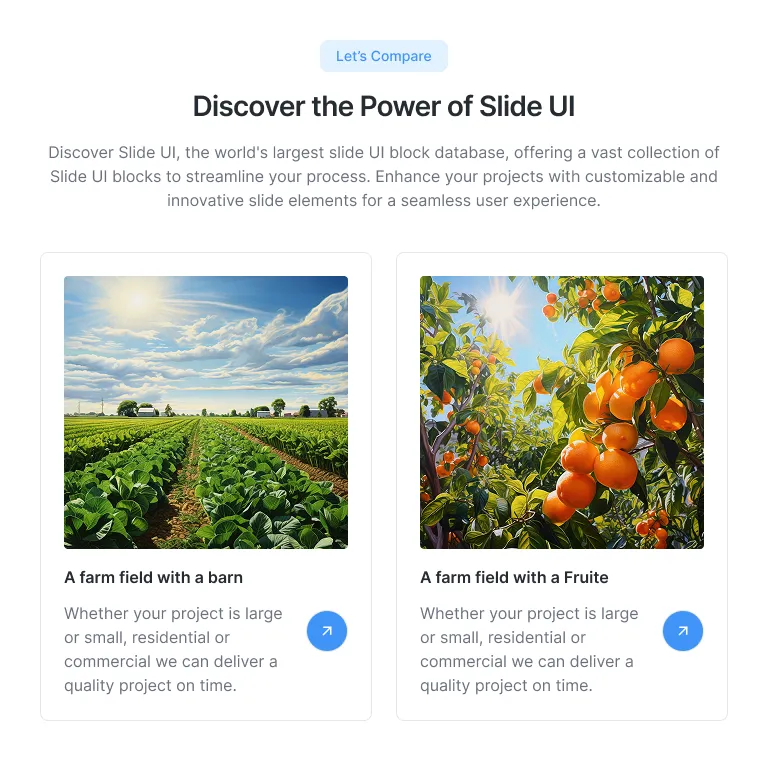 Let’s Compare
Discover the Power of Slide UI
Discover Slide UI, the world's largest slide UI block database, offering a vast collection of
Slide UI blocks to streamline your process. Enhance your projects with customizable and
innovative slide elements for a seamless user experience.
A farm field with a barn
Whether your project is large
or small, residential or
commercial we can deliver a
quality project on time.
A farm field with a Fruite
Whether your project is large
or small, residential or
commercial we can deliver a
quality project on time.